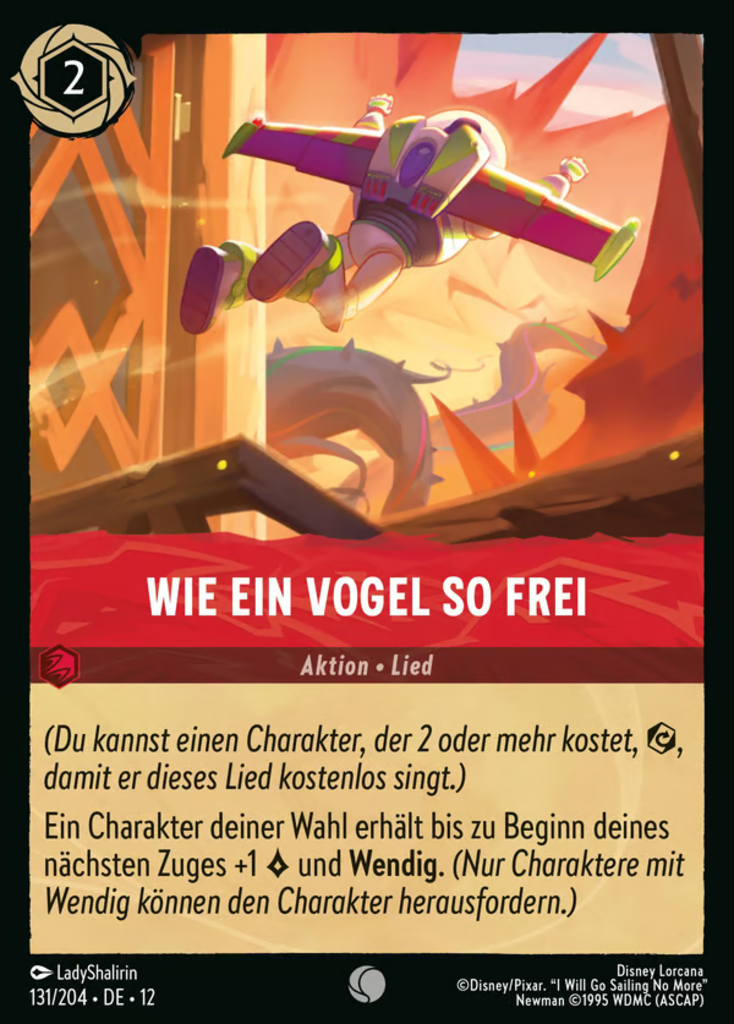 2
WIE EIN VOGEL SO FREI
Aktion • Lied
(Du kannst einen Charakter, der 2 oder mehr kostet, ,
damit er dieses Lied kostenlos singt.)
Ein Charakter deiner Wahl erhält bis zu Beginn deines
nächsten Zuges +1 und Wendig. (Nur Charaktere mit
Wendig können den Charakter herausfordern.)
LadyShalirin
131/204 • DE • 12
Disney Lorcana
©Disney/Pixar. “I Will Go Sailing No More”
Newman ©1995 WDMC (ASCAP)